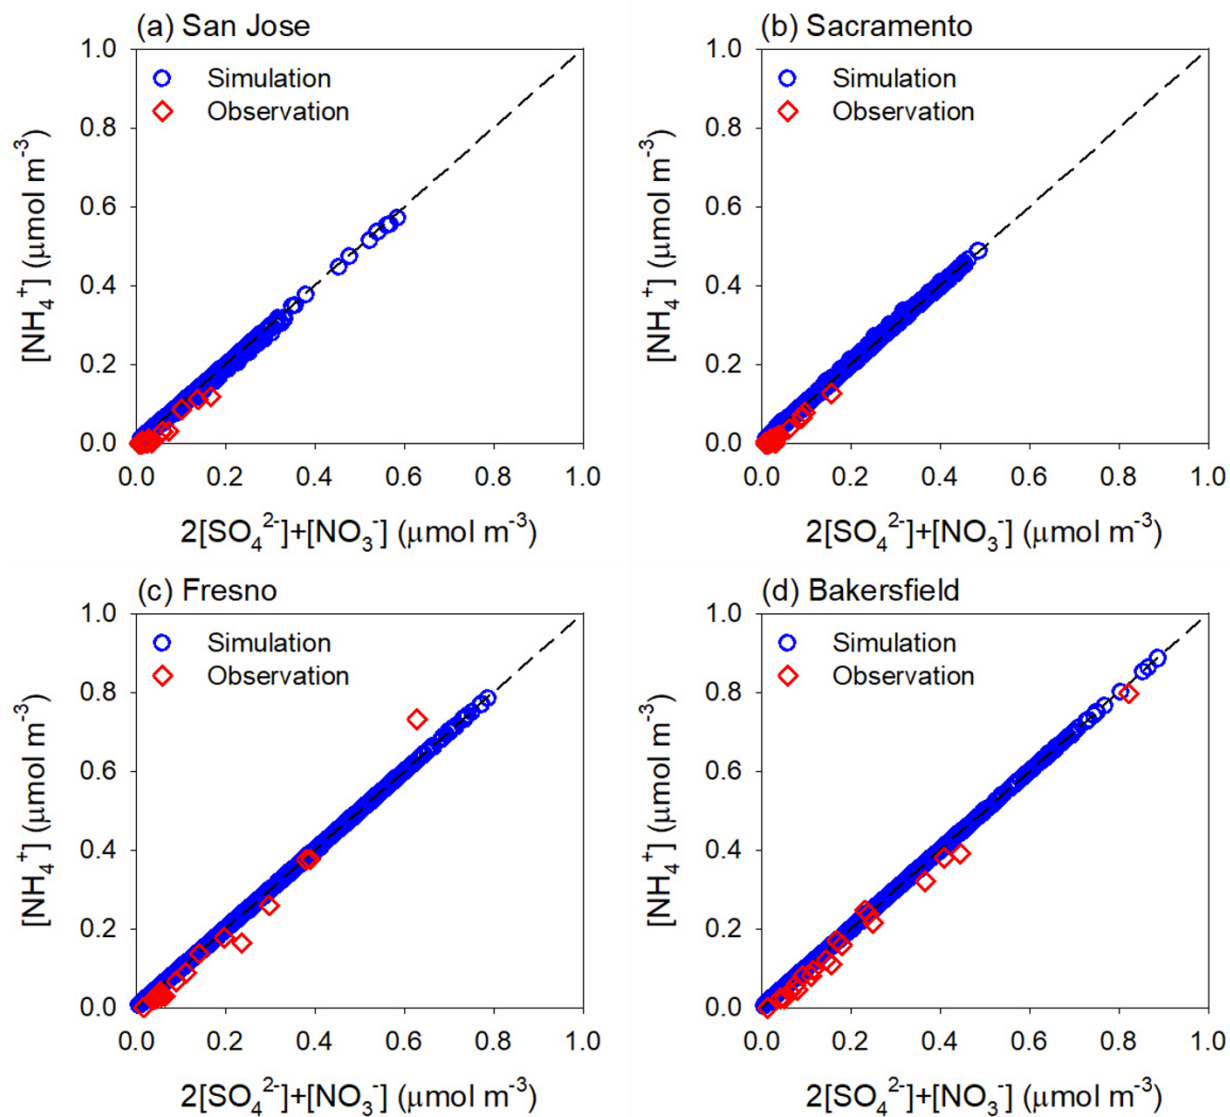 (a) San Jose
1.0
Simulation
Observation
0.8
0.6
0.4
0.2
0.0
[NH₄⁺] (μmol m⁻³)
0.0 0.2 0.4 0.6 0.8 1.0
2[SO₄²⁻]+[NO₃⁻] (μmol m⁻³)
(b) Sacramento
1.0
Simulation
Observation
0.8
0.6
0.4
0.2
0.0
[NH₄⁺] (μmol m⁻³)
0.0 0.2 0.4 0.6 0.8 1.0
2[SO₄²⁻]+[NO₃⁻] (μmol m⁻³)
(c) Fresno
1.0
Simulation
Observation
0.8
0.6
0.4
0.2
0.0
[NH₄⁺] (μmol m⁻³)
0.0 0.2 0.4 0.6 0.8 1.0
2[SO₄²⁻]+[NO₃⁻] (μmol m⁻³)
(d) Bakersfield
1.0
Simulation
Observation
0.8
0.6
0.4
0.2
0.0
[NH₄⁺] (μmol m⁻³)
0.0 0.2 0.4 0.6 0.8 1.0
2[SO₄²⁻]+[NO₃⁻] (μmol m⁻³)